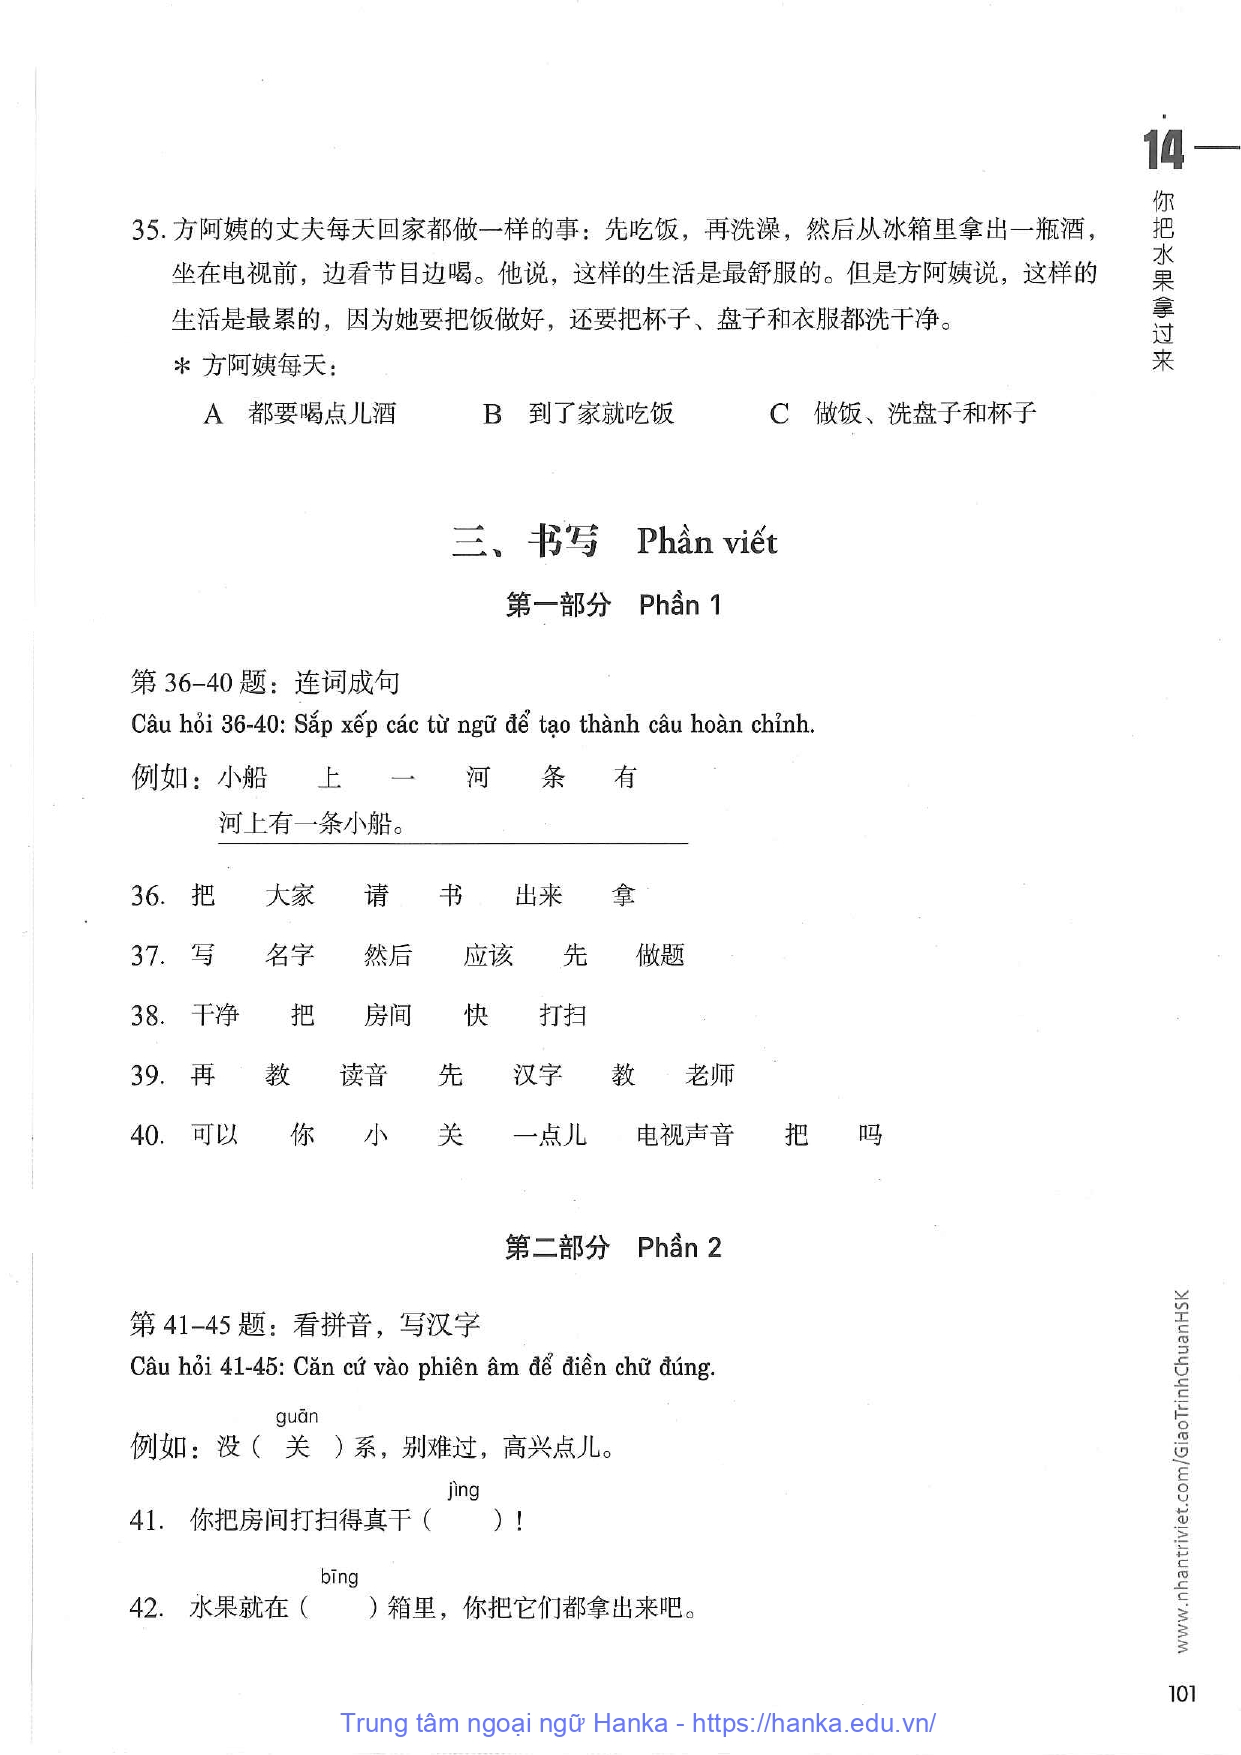 14
你把水果拿过来
35. 方阿姨的丈夫每天回家都做一样的事：先吃饭，再洗澡，然后从冰箱里拿出一瓶酒，
坐在电视前，边看节目边喝。他说，这样的生活是最舒服的。但是方阿姨说，这样的
生活是最累的，因为她要把饭做好，还要把杯子、盘子和衣服都洗干净。
* 方阿姨每天：
A 都要喝点儿酒 B 到了家就吃饭 C 做饭、洗盘子和杯子
三、书写 Phần viết
第一部分 Phần 1
第 36–40 题：连词成句
Câu hỏi 36-40: Sắp xếp các từ ngữ để tạo thành câu hoàn chỉnh.
例如：小船 上 一 河 条 有
河上有一条小船。
36. 把 大家 请 书 出来 拿
37. 写 名字 然后 应该 先 做题
38. 干净 把 房间 快 打扫
39. 再 教 读音 先 汉字 教 老师
40. 可以 你 小 关 一点儿 电视声音 把 吗
第二部分 Phần 2
第 41–45 题：看拼音，写汉字
Câu hỏi 41-45: Căn cứ vào phiên âm để điền chữ đúng.
guān
例如：没（ 关 ）系，别难过，高兴点儿。
jìng
41. 你把房间打扫得真干（ ）！
bīng
42. 水果就在（ ）箱里，你把它们都拿出来吧。
www.nhantriviet.com/GiaoTrinhChuanHSK
101
Trung tâm ngoại ngữ Hanka - https://hanka.edu.vn/